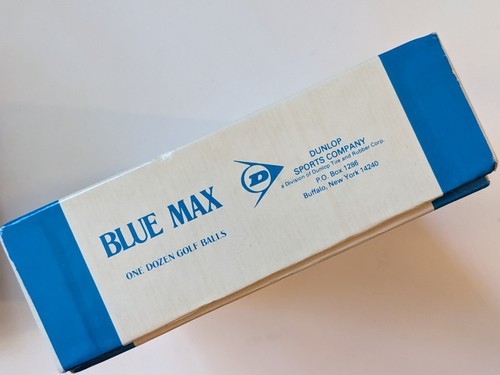 BLUE MAX
ONE DOZEN GOLF BALLS
D
DUNLOP
SPORTS COMPANY
a Division of Dunlop Tire and Rubber Corp.
P.O. Box 1286
Buffalo, New York 14240